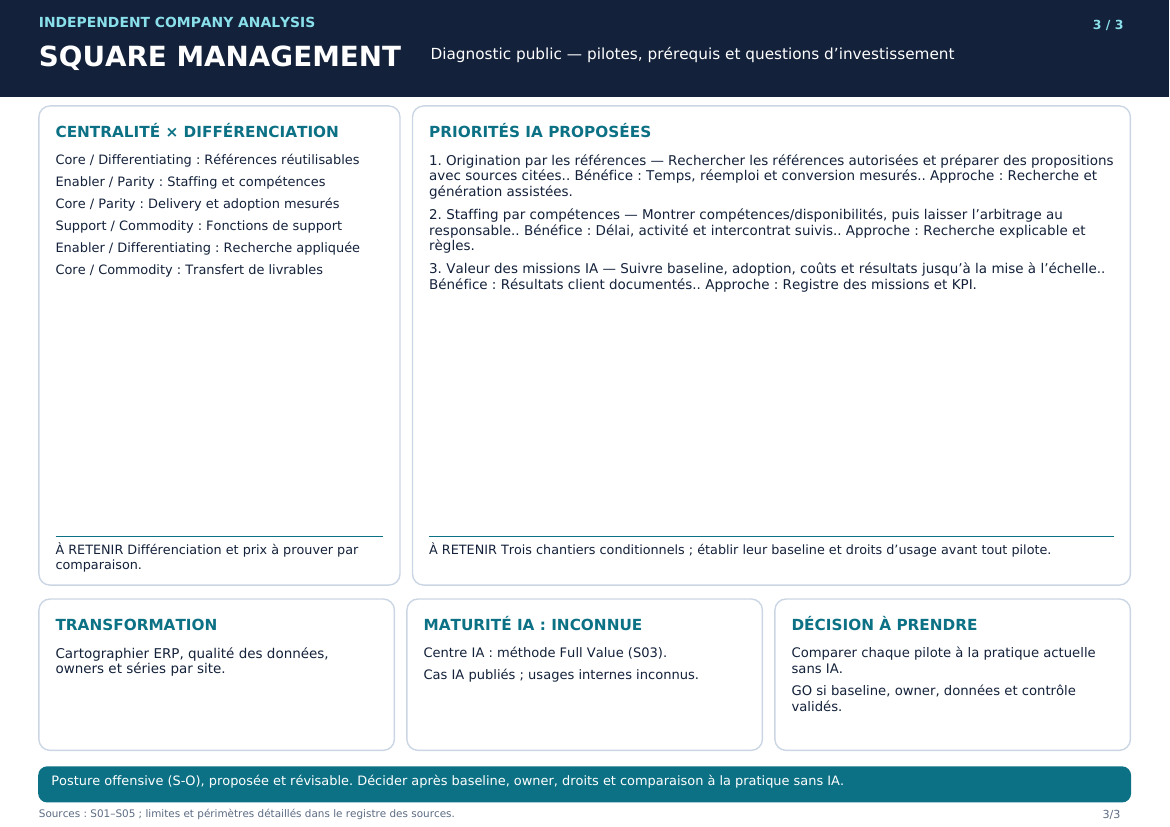 INDEPENDENT COMPANY ANALYSIS
3 / 3
SQUARE MANAGEMENT
Diagnostic public — pilotes, prérequis et questions d’investissement
CENTRALITÉ × DIFFÉRENCIATION
Core / Differentiating : Références réutilisables
Enabler / Parity : Staffing et compétences
Core / Parity : Delivery et adoption mesurés
Support / Commodity : Fonctions de support
Enabler / Differentiating : Recherche appliquée
Core / Commodity : Transfert de livrables
À RETENIR Différenciation et prix à prouver par
comparaison.
PRIORITÉS IA PROPOSÉES
1. Origination par les références — Rechercher les références autorisées et préparer des propositions
avec sources citées.. Bénéfice : Temps, réemploi et conversion mesurés.. Approche : Recherche et
génération assistées.
2. Staffing par compétences — Montrer compétences/disponibilités, puis laisser l’arbitrage au
responsable.. Bénéfice : Délai, activité et intercontrat suivis.. Approche : Recherche explicable et
règles.
3. Valeur des missions IA — Suivre baseline, adoption, coûts et résultats jusqu’à la mise à l’échelle..
Bénéfice : Résultats client documentés.. Approche : Registre des missions et KPI.
À RETENIR Trois chantiers conditionnels ; établir leur baseline et droits d’usage avant tout pilote.
TRANSFORMATION
Cartographier ERP, qualité des données,
owners et séries par site.
MATURITÉ IA : INCONNUE
Centre IA : méthode Full Value (S03).
Cas IA publiés ; usages internes inconnus.
DÉCISION À PRENDRE
Comparer chaque pilote à la pratique actuelle
sans IA.
GO si baseline, owner, données et contrôle
validés.
Posture offensive (S-O), proposée et révisable. Décider après baseline, owner, droits et comparaison à la pratique sans IA.
Sources : S01–S05 ; limites et périmètres détaillés dans le registre des sources.
3/3